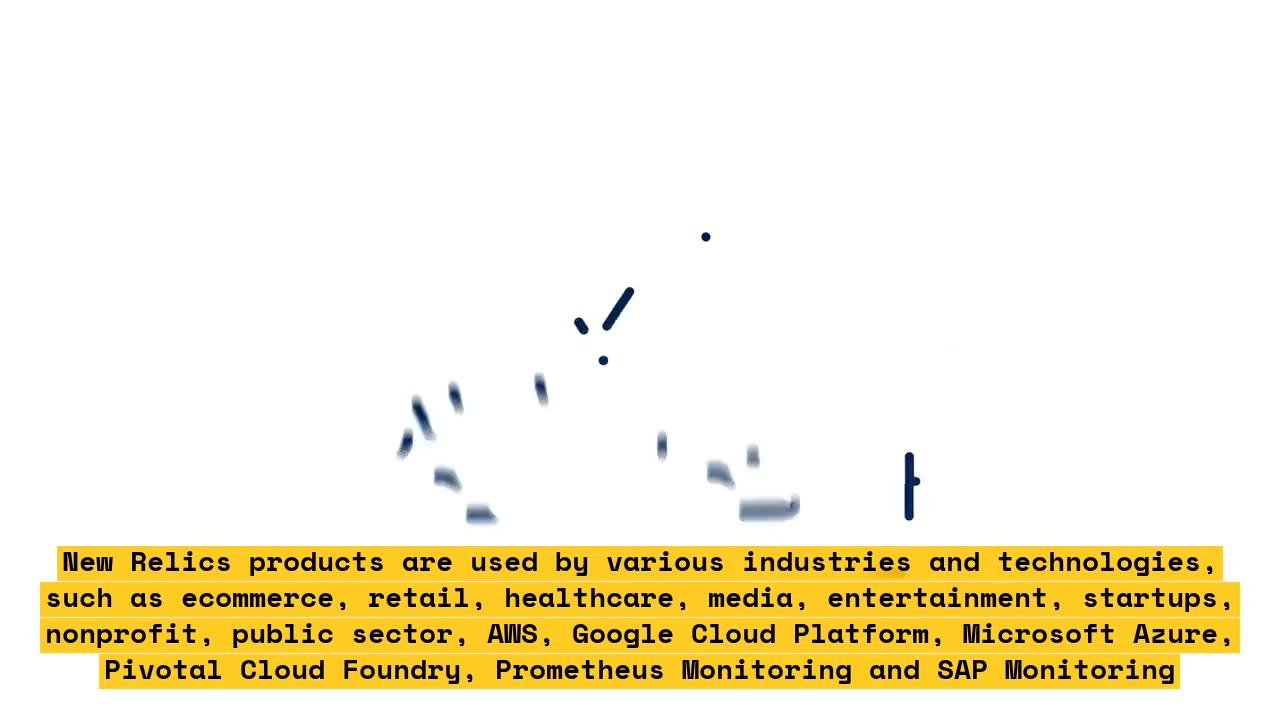 New Relics products are used by various industries and technologies,
such as ecommerce, retail, healthcare, media, entertainment, startups,
nonprofit, public sector, AWS, Google Cloud Platform, Microsoft Azure,
Pivotal Cloud Foundry, Prometheus Monitoring and SAP Monitoring